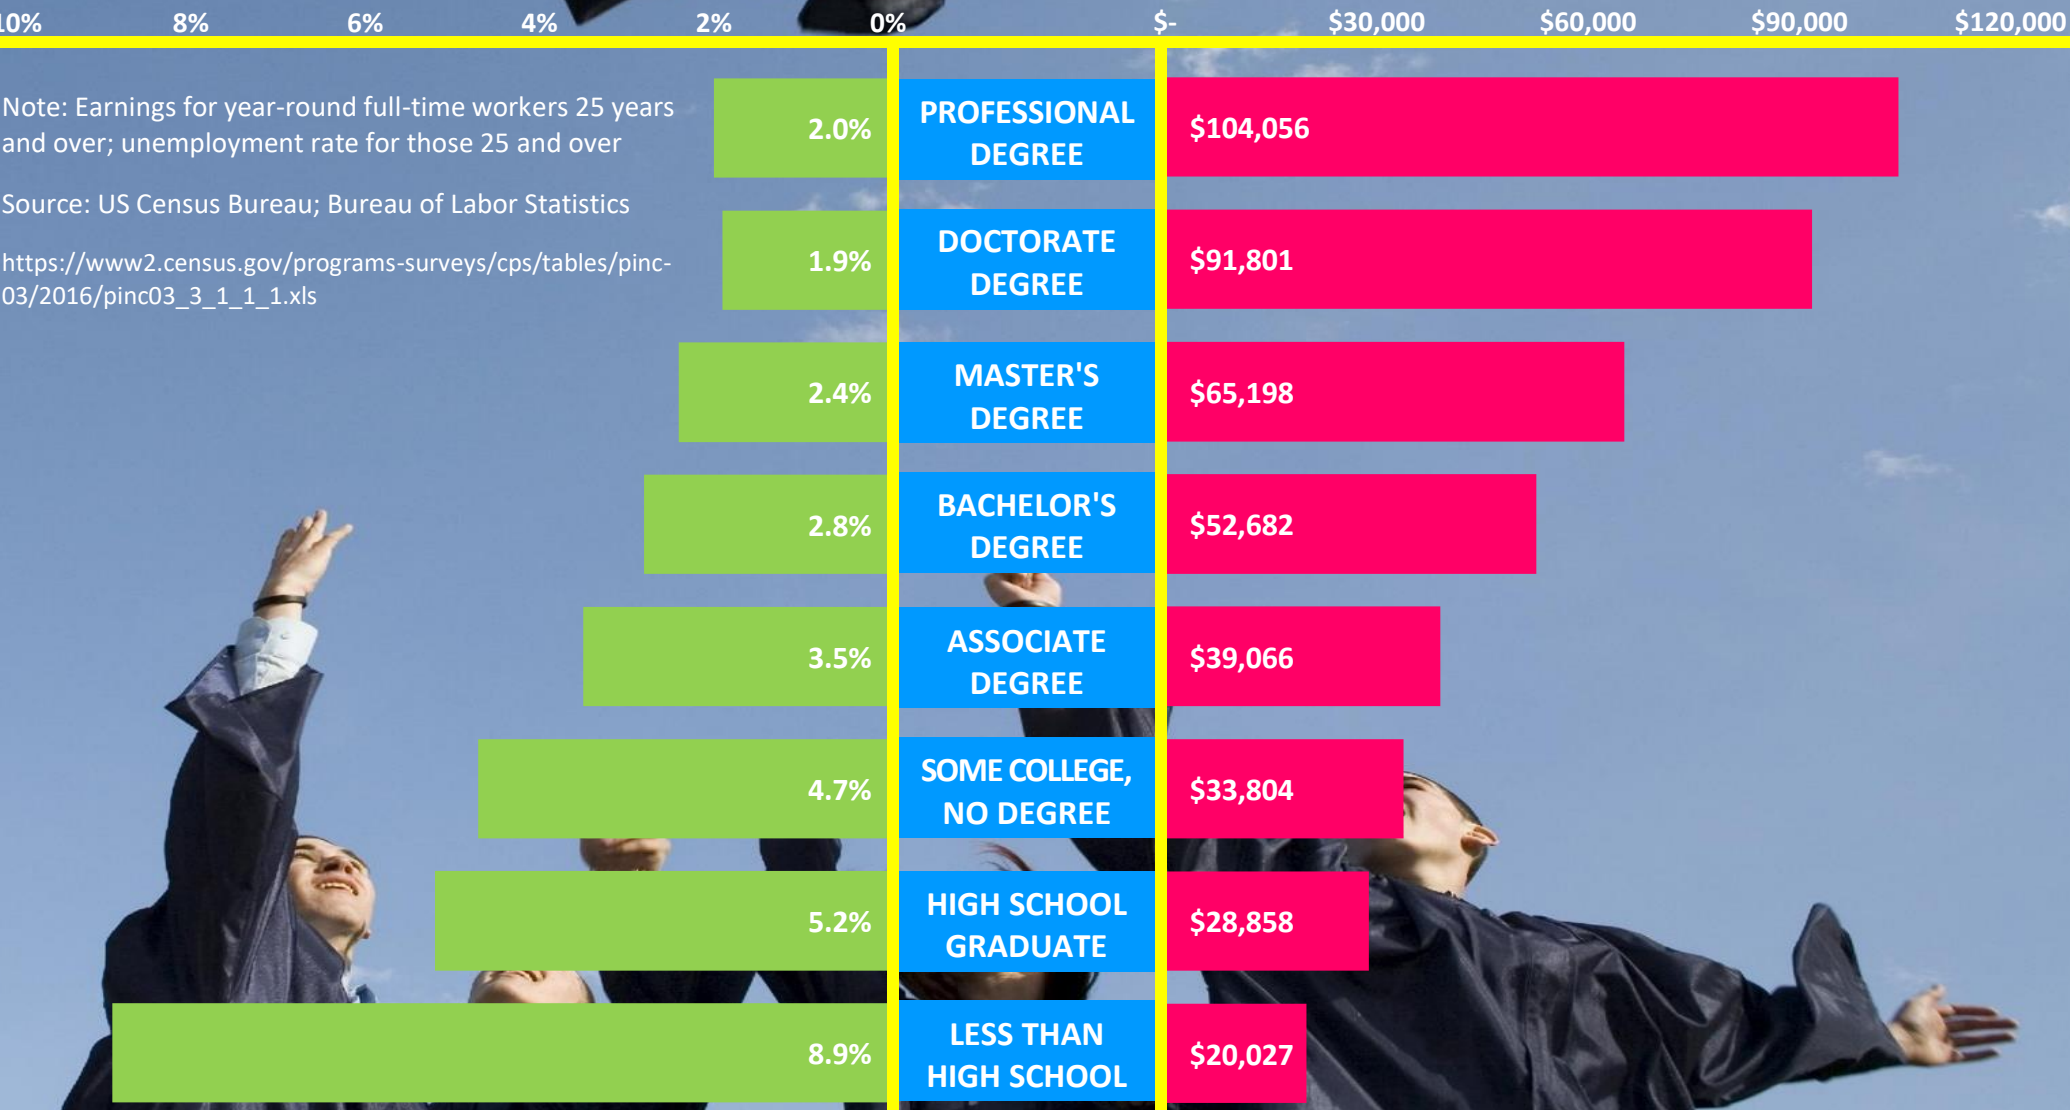 10% 8% 6% 4% 2% 0% $- $30,000 $60,000 $90,000 $120,000
Note: Earnings for year-round full-time workers 25 years
and over; unemployment rate for those 25 and over
Source: US Census Bureau; Bureau of Labor Statistics
https://www2.census.gov/programs-surveys/cps/tables/pinc-
03/2016/pinc03_3_1_1_1.xls
2.0%
PROFESSIONAL
DEGREE
$104,056
1.9%
DOCTORATE
DEGREE
$91,801
2.4%
MASTER'S
DEGREE
$65,198
2.8%
BACHELOR'S
DEGREE
$52,682
3.5%
ASSOCIATE
DEGREE
$39,066
4.7%
SOME COLLEGE,
NO DEGREE
$33,804
5.2%
HIGH SCHOOL
GRADUATE
$28,858
8.9%
LESS THAN
HIGH SCHOOL
$20,027